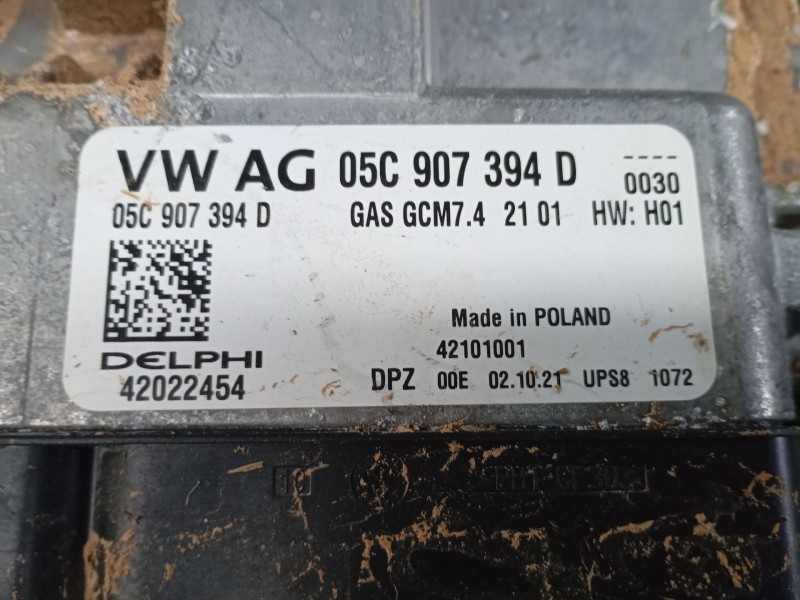 VW AG 05C 907 394 D ----
0030
05C 907 394 D GAS GCM7.4 21 01 HW: H01
Made in POLAND
DELPHI 42101001
42022454 DPZ 00E 02.10.21 UPS8 1072